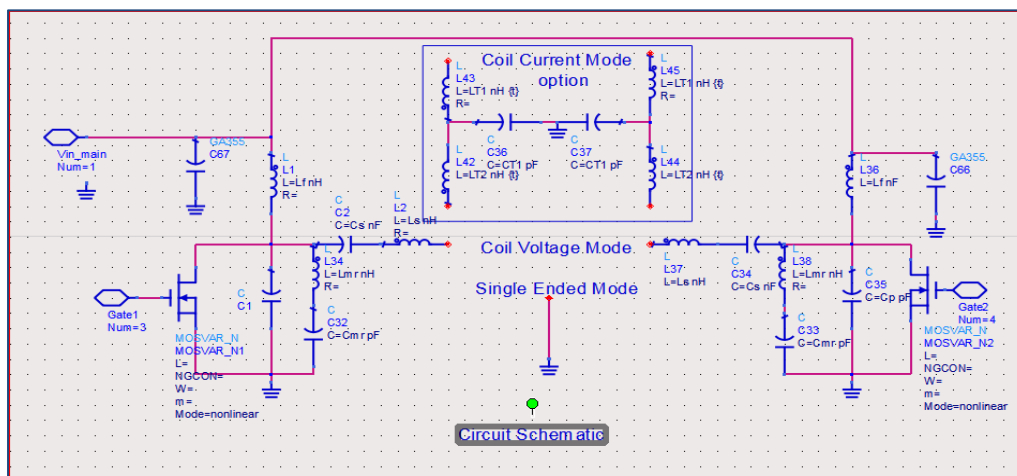 Coil Current Mode
option
L
L43
L=LT1 nH {t}
R=
L
L45
L=LT1 nH {t}
R=
C
C36
C=CT1 pF
C
C37
C=CT1 pF
L
L42
L=LT2 nH {t}
L
L44
L=LT2 nH {t}
Vin_main
Num=1
GA355
C67
L
L1
L=Lf nH
R=
L
L36
L=Lf nF
GA355
C66
C
C2
C=Cs nF
L
L2
L=Ls nH
R=
Coil Voltage Mode
Single Ended Mode
L37
L=Ls nH
C
C34
C=Cs nF
L
L34
L=Lmr nH
R=
L
L38
L=Lmr nH
R=
Gate1
Num=3
C
C1
C
C32
C=Cmr pF
C
C33
C=Cmr pF
C
C35
C=Cp pF
Gate2
Num=4
MOSVAR_N
MOSVAR_N1
L=
NGCON=
W=
m=
Mode=nonlinear
MOSVAR_N
MOSVAR_N2
L=
NGCON=
W=
m=
Mode=nonlinear
Circuit Schematic